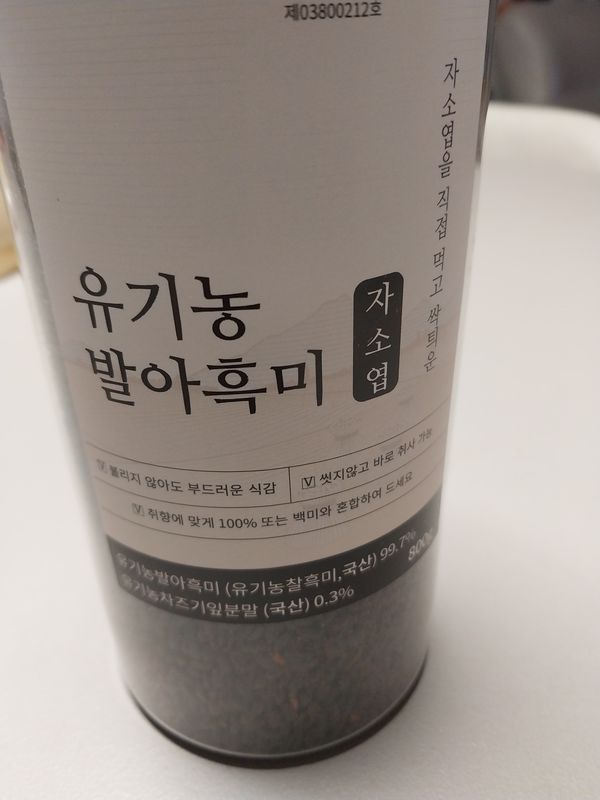 제03800212호
자소엽을 직접 먹고 싹틔운
유기농
발아흑미
자소엽
불리지 않아도 부드러운 식감
V 씻지않고 바로 취사 가능
V 취향에 맞게 100% 또는 백미와 혼합하여 드세요
유기농발아흑미 (유기농찰흑미,국산) 99.7%
유기농차즈기잎분말 (국산) 0.3%
800g